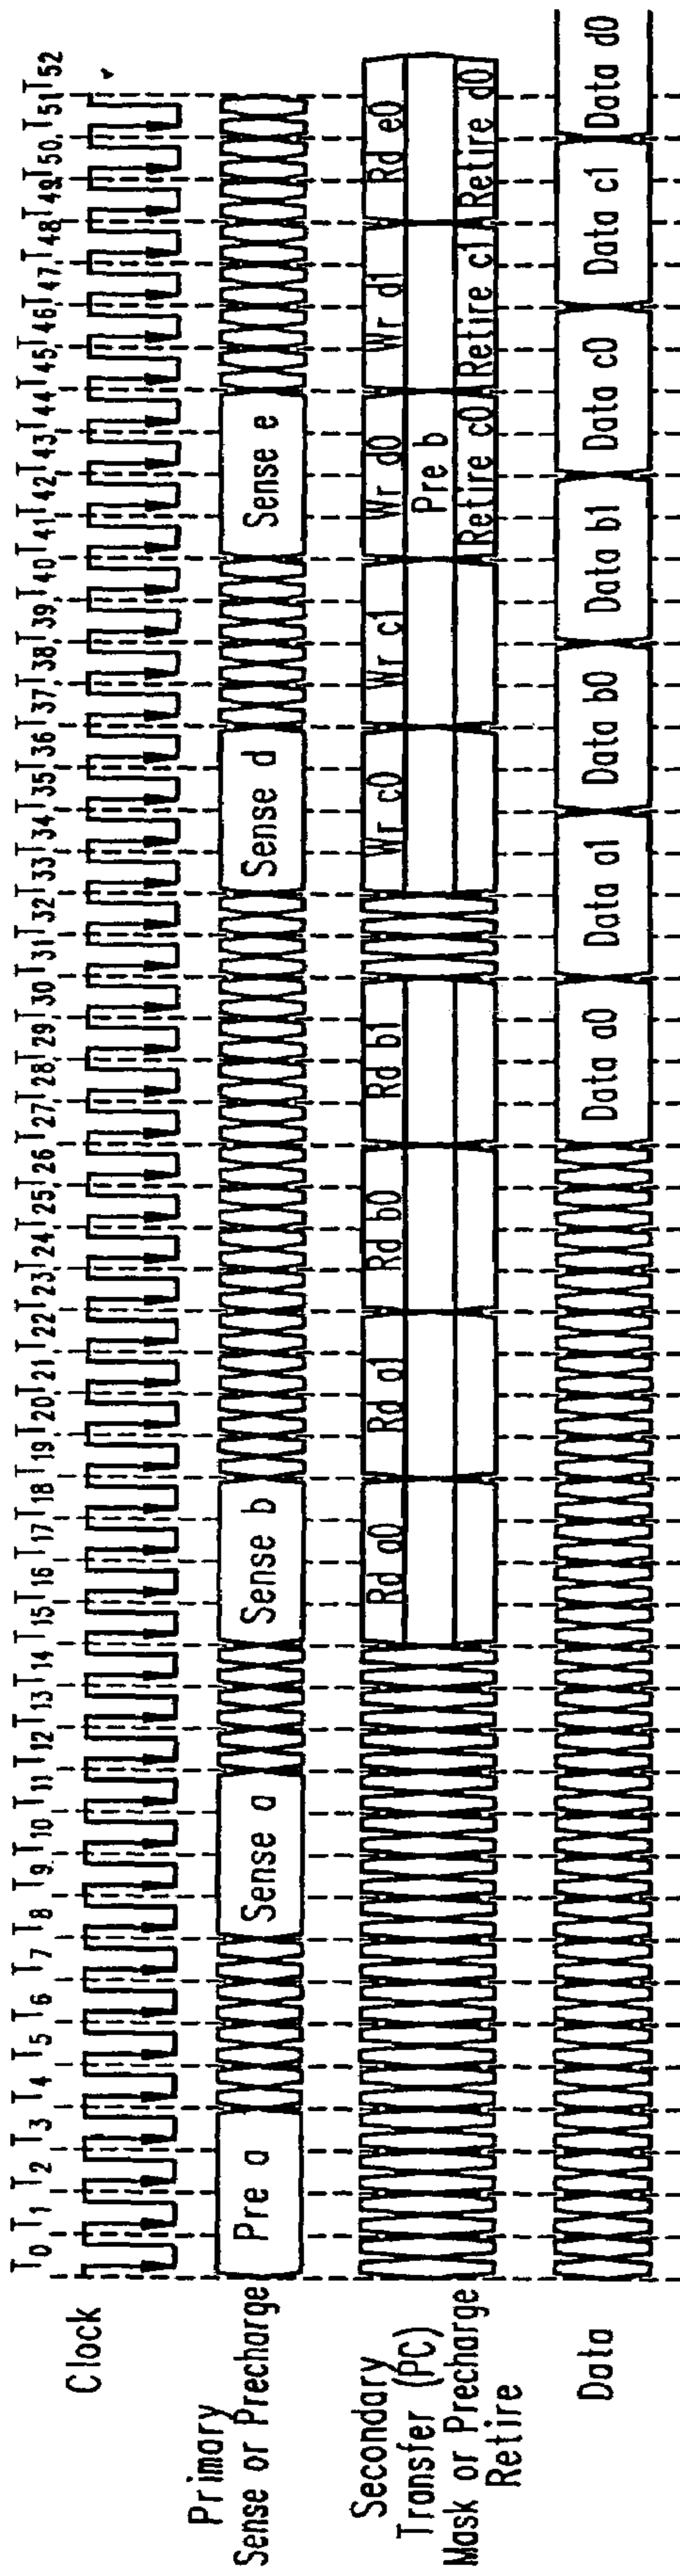 T0 T1 T2 T3 T4 T5 T6 T7 T8 T9 T10 T11 T12 T13 T14 T15 T16 T17 T18 T19 T20 T21 T22 T23 T24 T25 T26 T27 T28 T29 T30 T31 T32 T33 T34 T35 T36 T37 T38 T39 T40 T41 T42 T43 T44 T45 T46 T47 T48 T49 T50 T51 T52
Clock
Primary
Sense or Precharge
Pre a
Sense a
Sense b
Sense d
Sense e
Secondary
Transfer (PC)
Mask or Precharge
Retire
Rd a0
Rd a1
Rd b0
Rd b1
Wr c0
Wr c1
Wr d0
Wr d1
Rd e0
Pre b
Retire c0
Retire c1
Retire d0
Data
Data a0
Data a1
Data b0
Data b1
Data c0
Data c1
Data d0